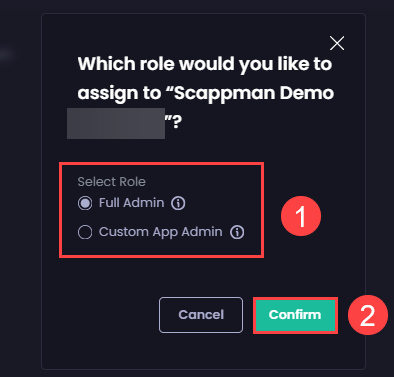 Which role would you like to
assign to “Scappman Demo
”?
Select Role
Full Admin
Custom App Admin
1
Cancel
Confirm
2